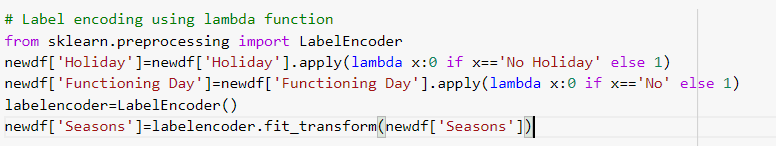 # Label encoding using lambda function
from sklearn.preprocessing import LabelEncoder
newdf['Holiday']=newdf['Holiday'].apply(lambda x:0 if x=='No Holiday' else 1)
newdf['Functioning Day']=newdf['Functioning Day'].apply(lambda x:0 if x=='No' else 1)
labelencoder=LabelEncoder()
newdf['Seasons']=labelencoder.fit_transform(newdf['Seasons'])